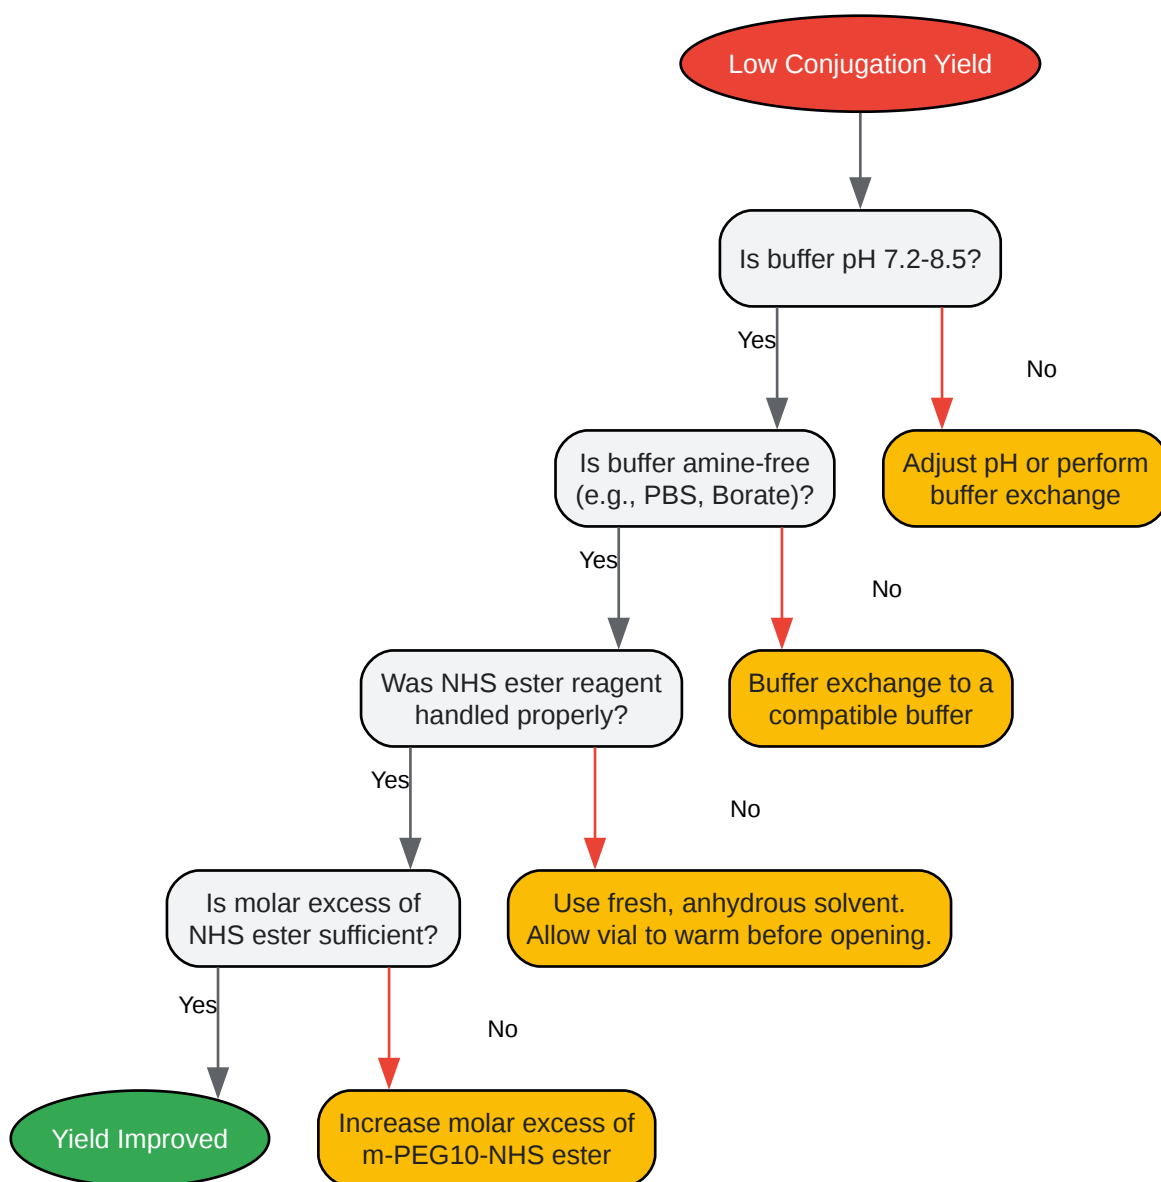 Low Conjugation Yield
Is buffer pH 7.2-8.5?
Yes
No
Is buffer amine-free
(e.g., PBS, Borate)?
Adjust pH or perform
buffer exchange
Yes
No
Was NHS ester reagent
handled properly?
Buffer exchange to a
compatible buffer
Yes
No
Is molar excess of
NHS ester sufficient?
Use fresh, anhydrous solvent.
Allow vial to warm before opening.
Yes
No
Yield Improved
Increase molar excess of
m-PEG10-NHS ester